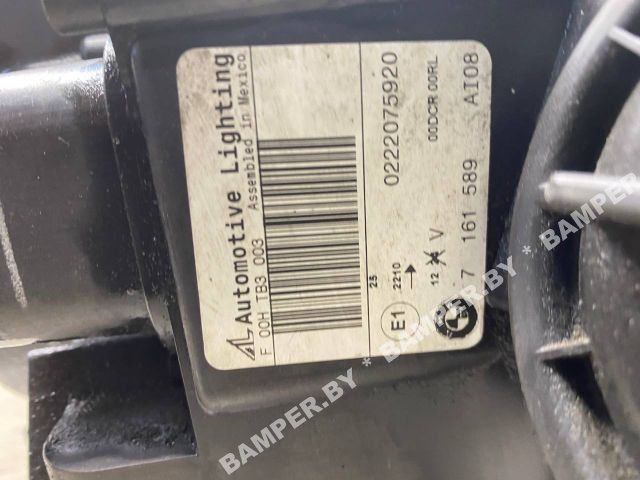 AL Automotive Lighting
F 00H TB3 003 Assembled in Mexico
25
0222075920
E1 2210 00DCR 00RL
12 V
7 161 589 AI08
* BAMPER.BY * BAMPER.BY * BAMPER